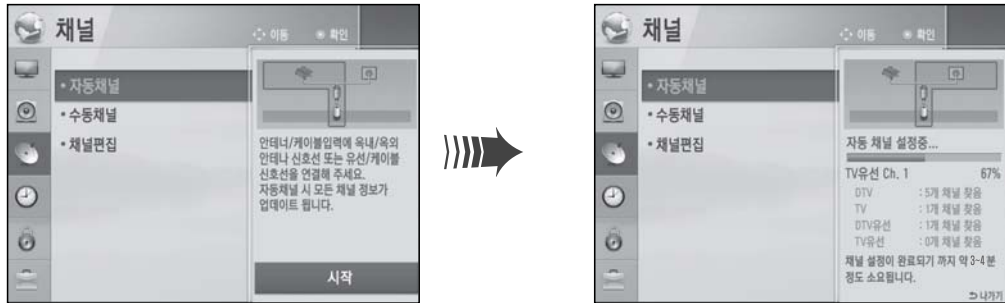 채널
이동 확인
• 자동채널
• 수동채널
• 채널편집
안테너/케이블입력에 옥내/옥외
안테나 신호선 또는 유선/케이블
신호선을 연결해 주세요.
자동채널 시 모든 채널 정보가
업데이트 됩니다.
시작
채널
이동 확인
• 자동채널
• 수동채널
• 채널편집
자동 채널 설정중...
TV유선 Ch. 1 67%
DTV : 5개 채널 찾음
TV : 1개 채널 찾음
DTV유선 : 1개 채널 찾음
TV유선 : 0개 채널 찾음
채널 설정이 완료되기 까지 약 3-4 분
정도 소요됩니다.
나가기